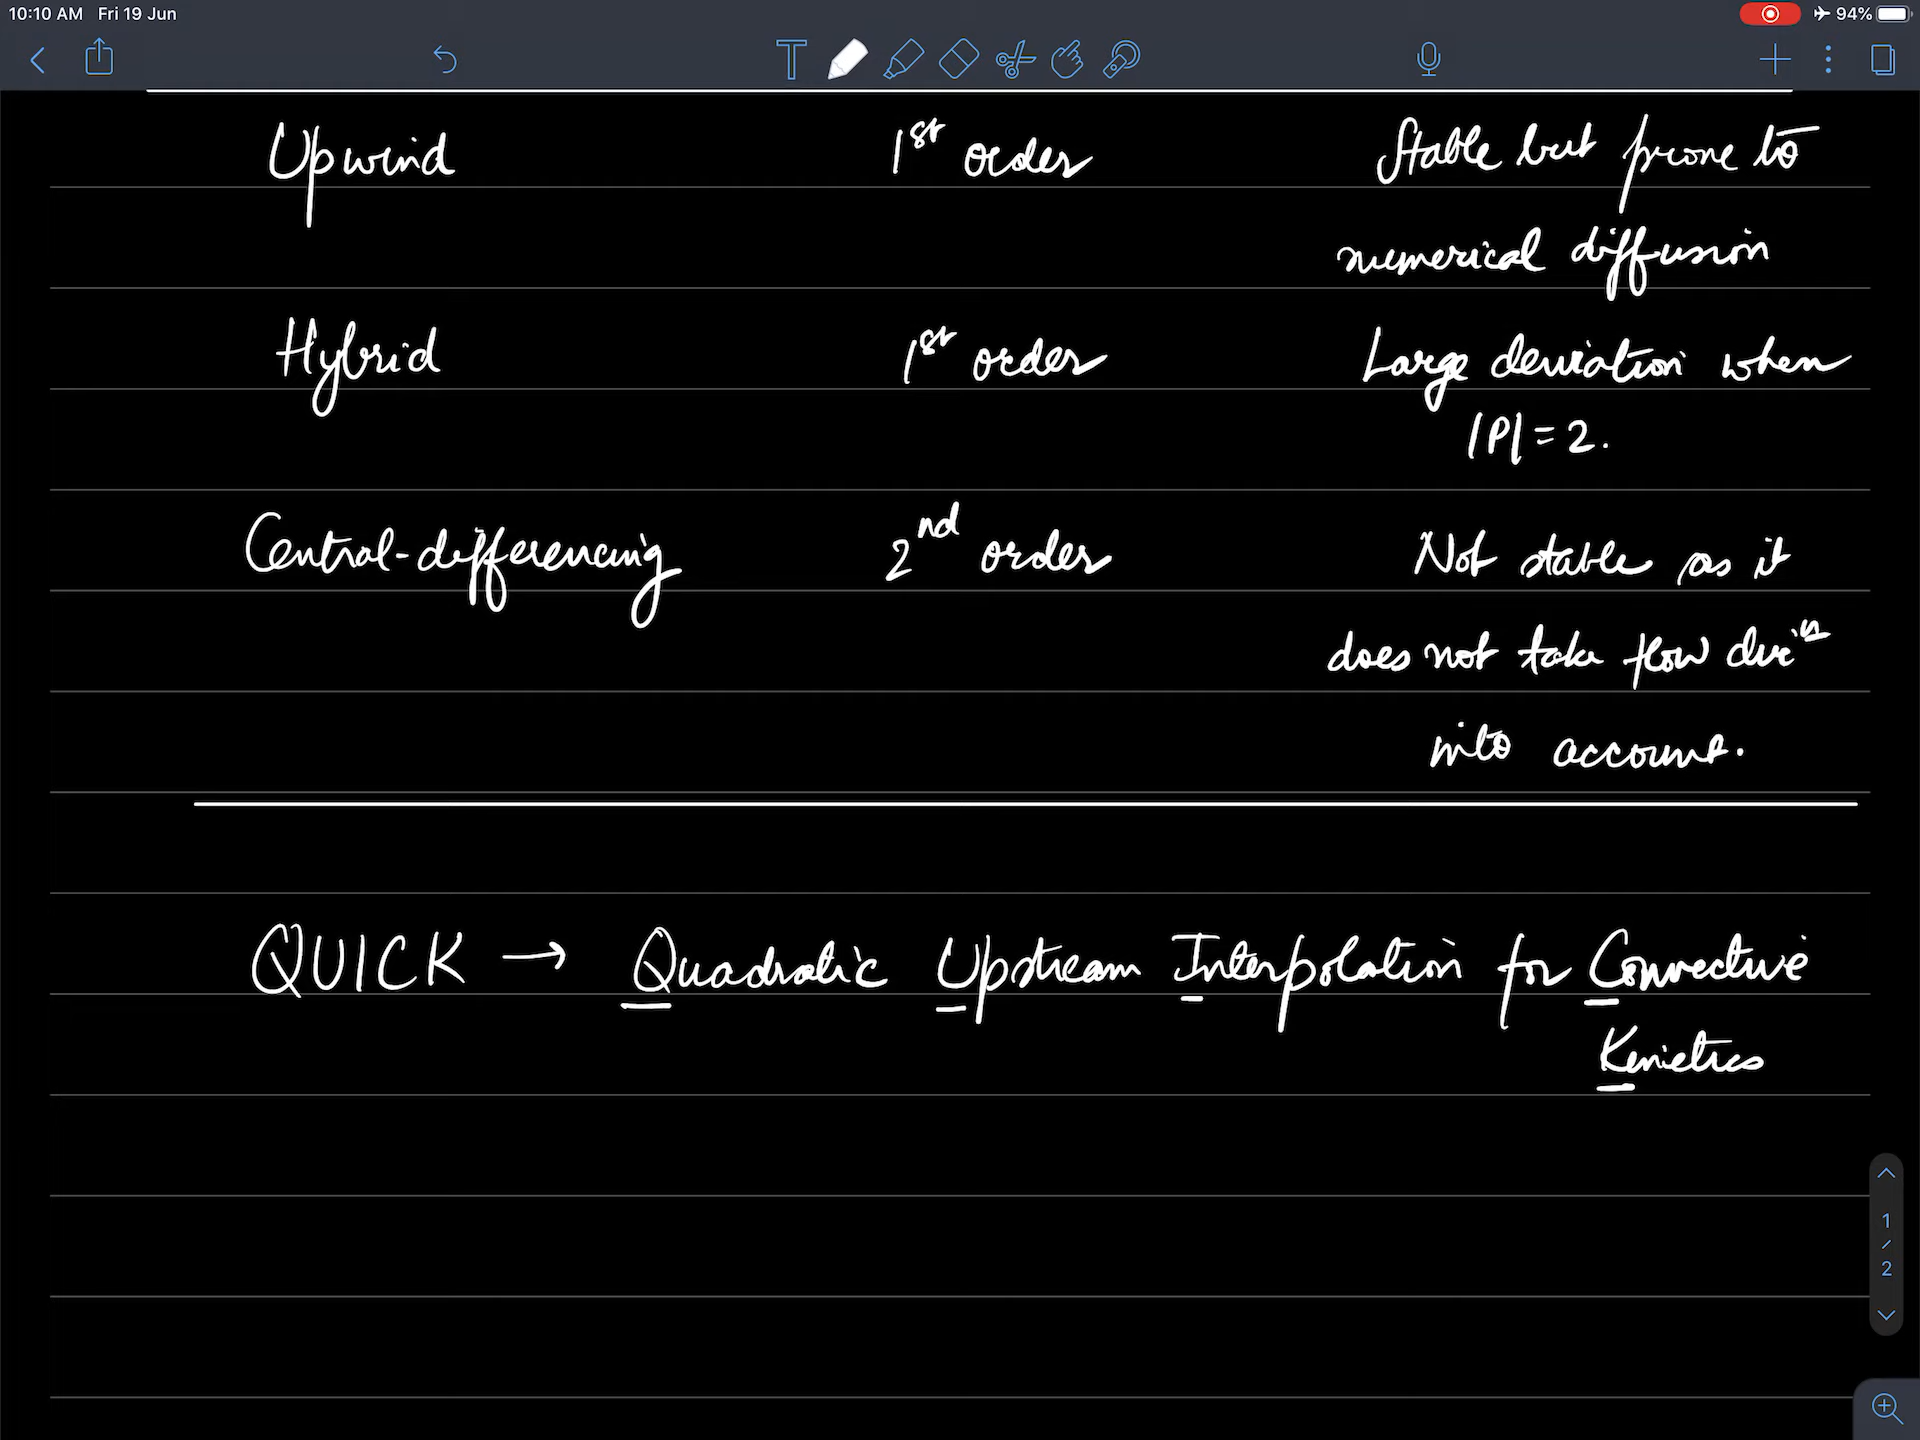 10:10 AM Fri 19 Jun 94%
Upwind 1st order Stable but prone to
numerical diffusion
Hybrid 1st order Large deviation when
|P| = 2.
Central-differencing 2nd order Not stable as it
does not take flow dirⁿ
into account.
QUICK → Quadratic Upstream Interpolation for Convective
Kinetics
1
/
2